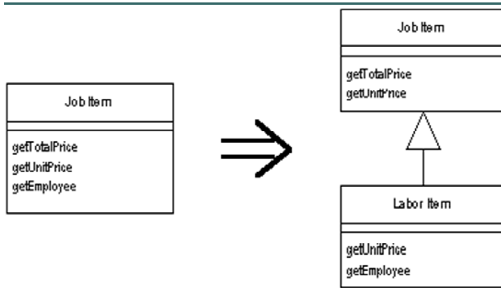 Job Item
getTotalPrice
getUnitPrice
getEmployee
Job Item
getTotalPrice
getUnitPrice
Labor Item
getUnitPrice
getEmployee